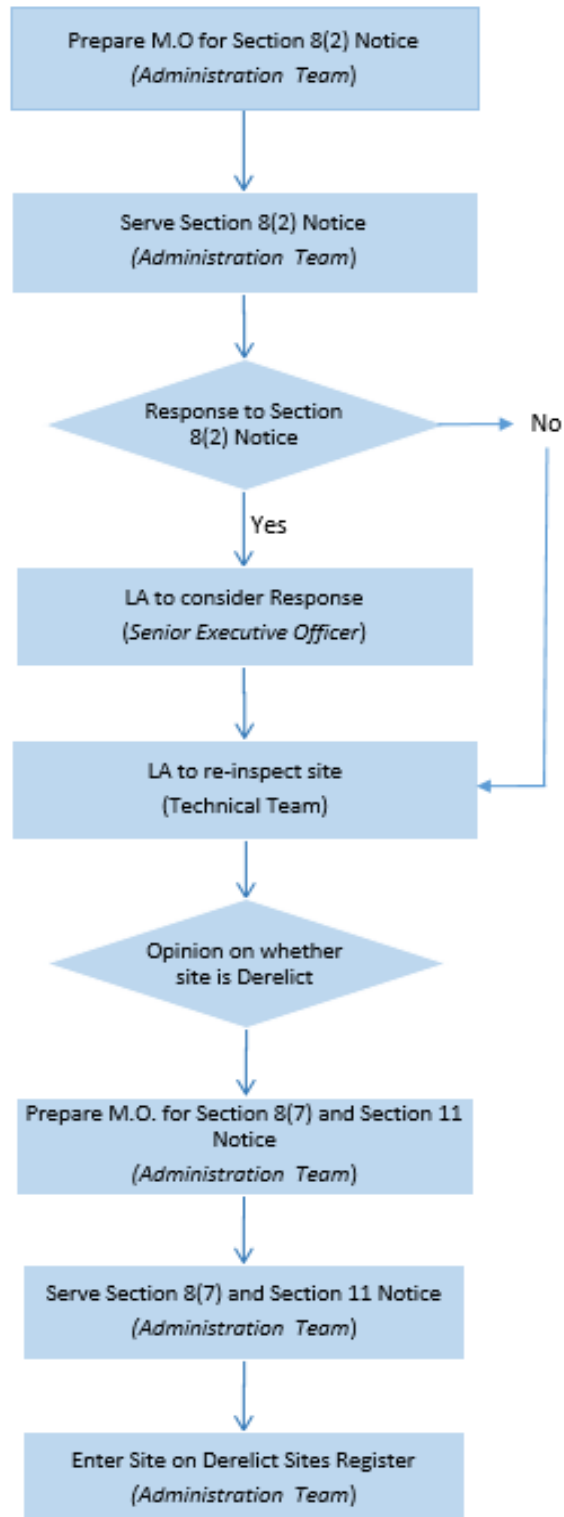 Prepare M.O for Section 8(2) Notice
(Administration Team)
Serve Section 8(2) Notice
(Administration Team)
Response to Section
8(2) Notice
No
Yes
LA to consider Response
(Senior Executive Officer)
LA to re-inspect site
(Technical Team)
Opinion on whether
site is Derelict
Prepare M.O. for Section 8(7) and Section 11
Notice
(Administration Team)
Serve Section 8(7) and Section 11 Notice
(Administration Team)
Enter Site on Derelict Sites Register
(Administration Team)